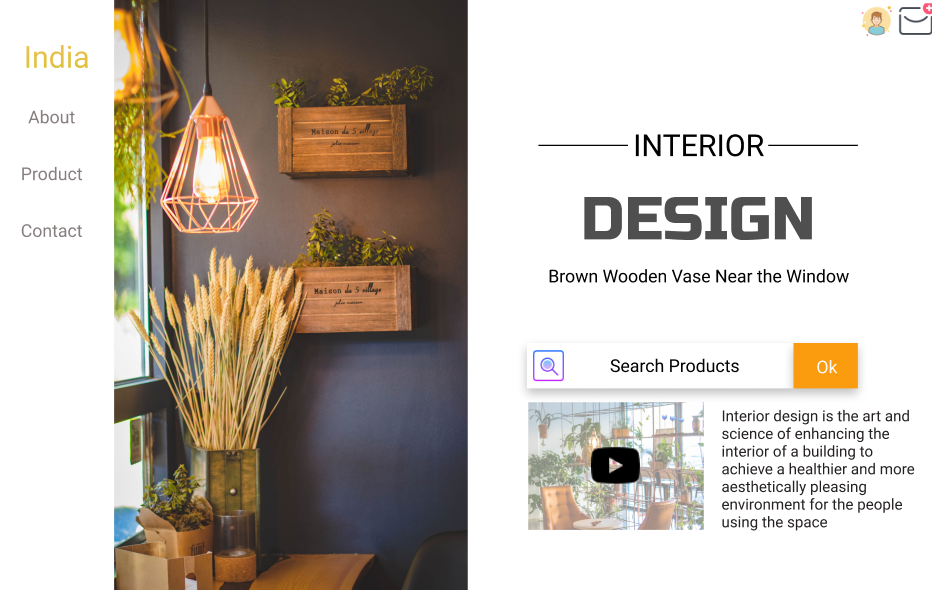 India
About
Product
Contact
Maison du 5 village
Maison du 5 village
INTERIOR
DESIGN
Brown Wooden Vase Near the Window
Search Products
Ok
Interior design is the art and
science of enhancing the
interior of a building to
achieve a healthier and more
aesthetically pleasing
environment for the people
using the space